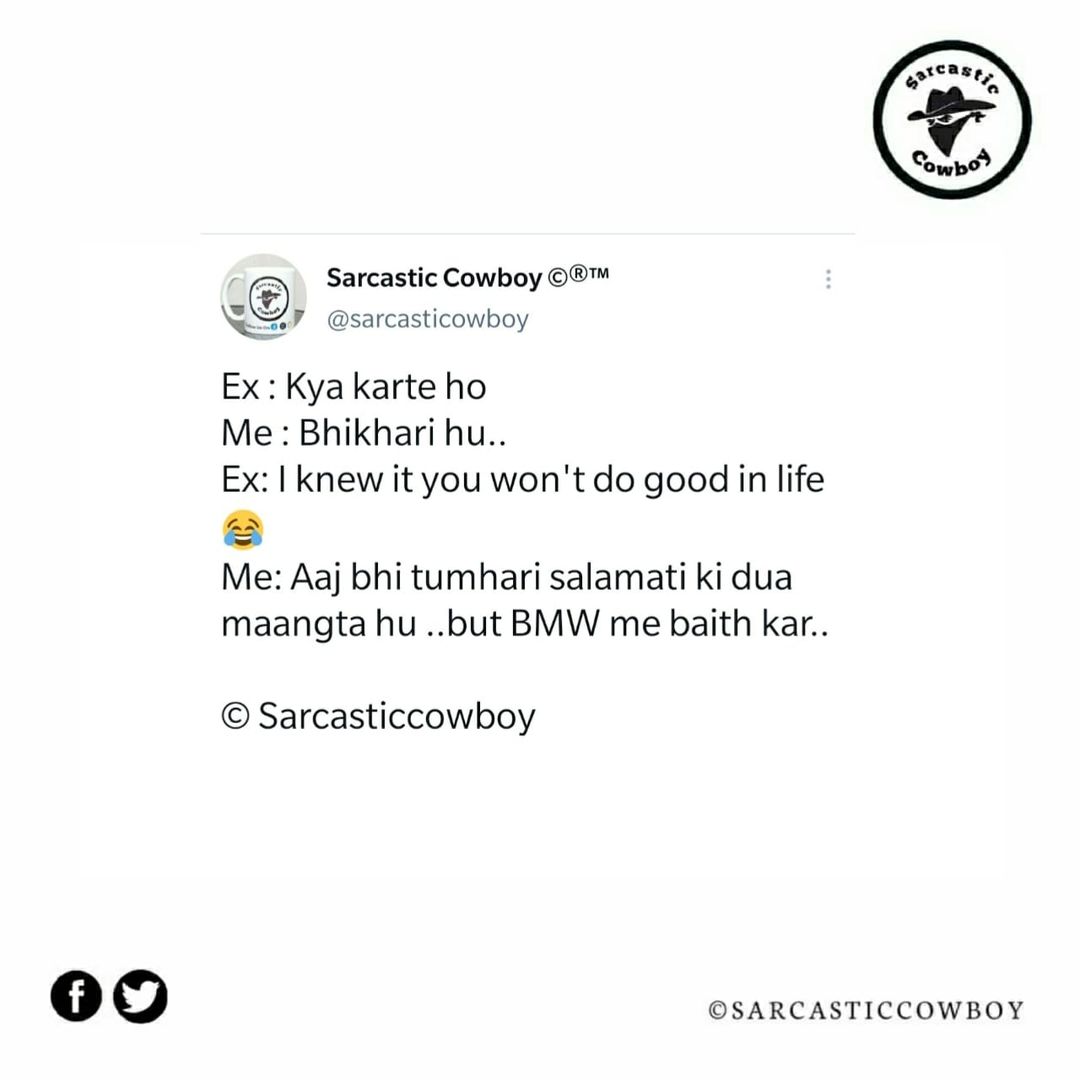 Sarcastic
Cowboy
Sarcastic Cowboy ©®™
@sarcasticowboy
Ex : Kya karte ho
Me : Bhikhari hu..
Ex: I knew it you won't do good in life
😂
Me: Aaj bhi tumhari salamati ki dua
maangta hu ..but BMW me baith kar..
© Sarcasticcowboy
©SARCASTICCOWBOY